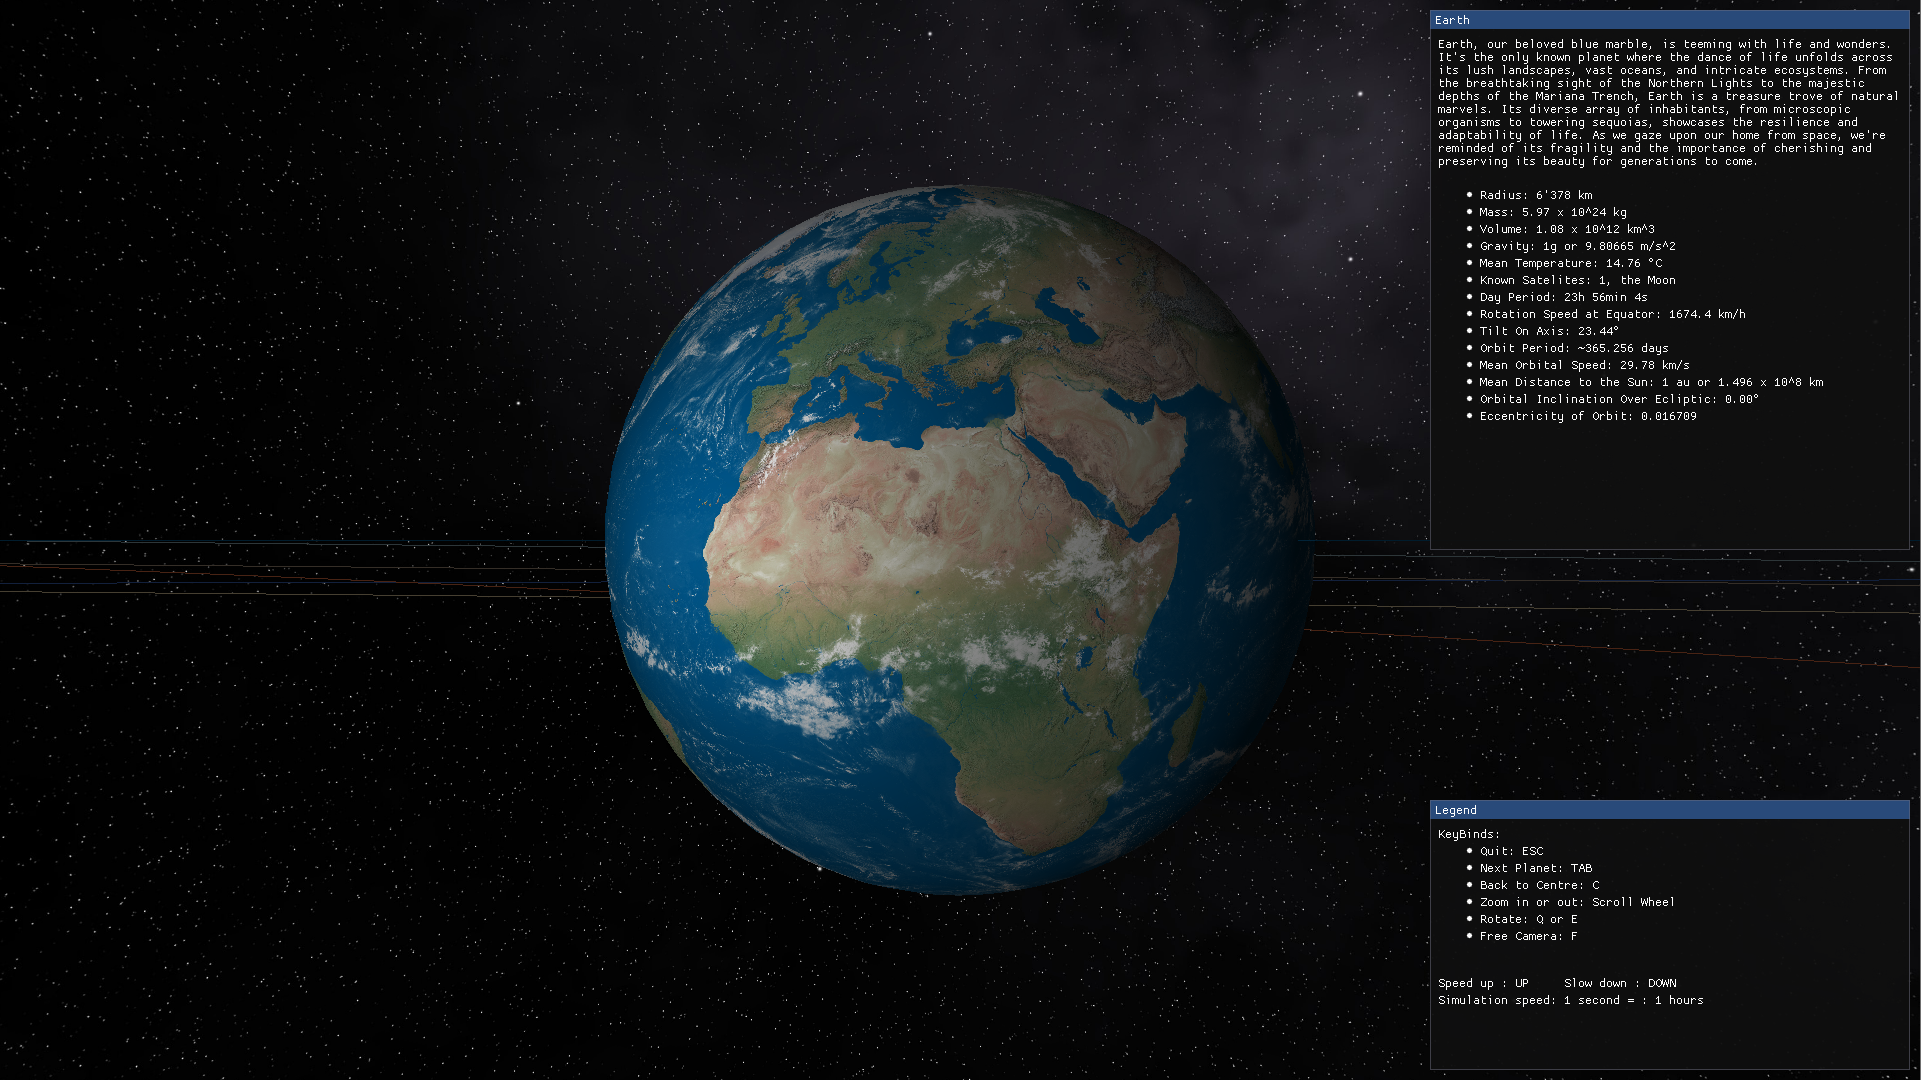 Earth
Earth, our beloved blue marble, is teeming with life and wonders.
It's the only known planet where the dance of life unfolds across
its lush landscapes, vast oceans, and intricate ecosystems. From
the breathtaking sight of the Northern Lights to the majestic
depths of the Mariana Trench, Earth is a treasure trove of natural
marvels. Its diverse array of inhabitants, from microscopic
organisms to towering sequoias, showcases the resilience and
adaptability of life. As we gaze upon our home from space, we're
reminded of its fragility and the importance of cherishing and
preserving its beauty for generations to come.
Radius: 6'378 km
Mass: 5.97 x 10^24 kg
Volume: 1.08 x 10^12 km^3
Gravity: 1g or 9.80665 m/s^2
Mean Temperature: 14.76 °C
Known Satelites: 1, the Moon
Day Period: 23h 56min 4s
Rotation Speed at Equator: 1674.4 km/h
Tilt On Axis: 23.44°
Orbit Period: ~365.256 days
Mean Orbital Speed: 29.78 km/s
Mean Distance to the Sun: 1 au or 1.496 x 10^8 km
Orbital Inclination Over Ecliptic: 0.00°
Eccentricity of Orbit: 0.016709
Legend
KeyBinds:
Quit: ESC
Next Planet: TAB
Back to Centre: C
Zoom in or out: Scroll Wheel
Rotate: Q or E
Free Camera: F
Speed up : UP     Slow down : DOWN
Simulation speed: 1 second = : 1 hours